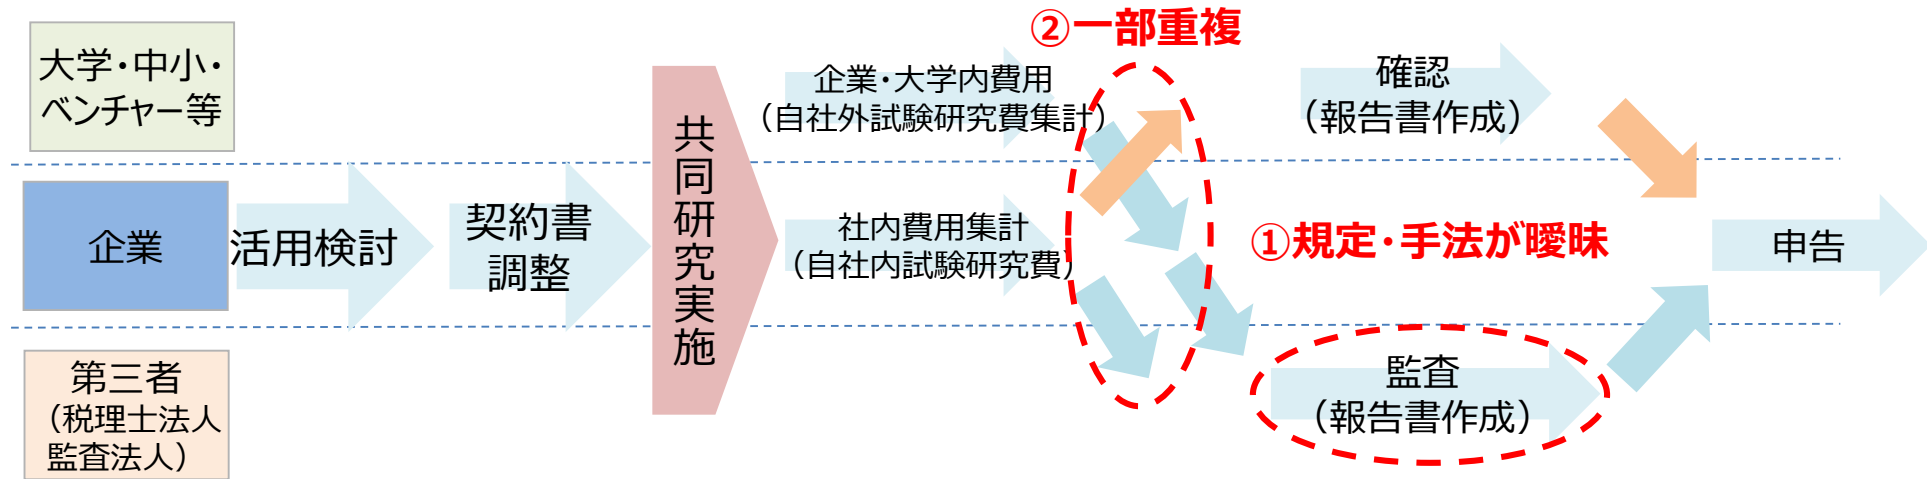 大学・中小・
ベンチャー等
企業
第三者
（税理士法人
監査法人）
活用検討
契約書
調整
共同研究実施
企業・大学内費用
（自社外試験研究費集計）
社内費用集計
（自社内試験研究費）
②一部重複
確認
（報告書作成）
①規定・手法が曖昧
監査
（報告書作成）
申告